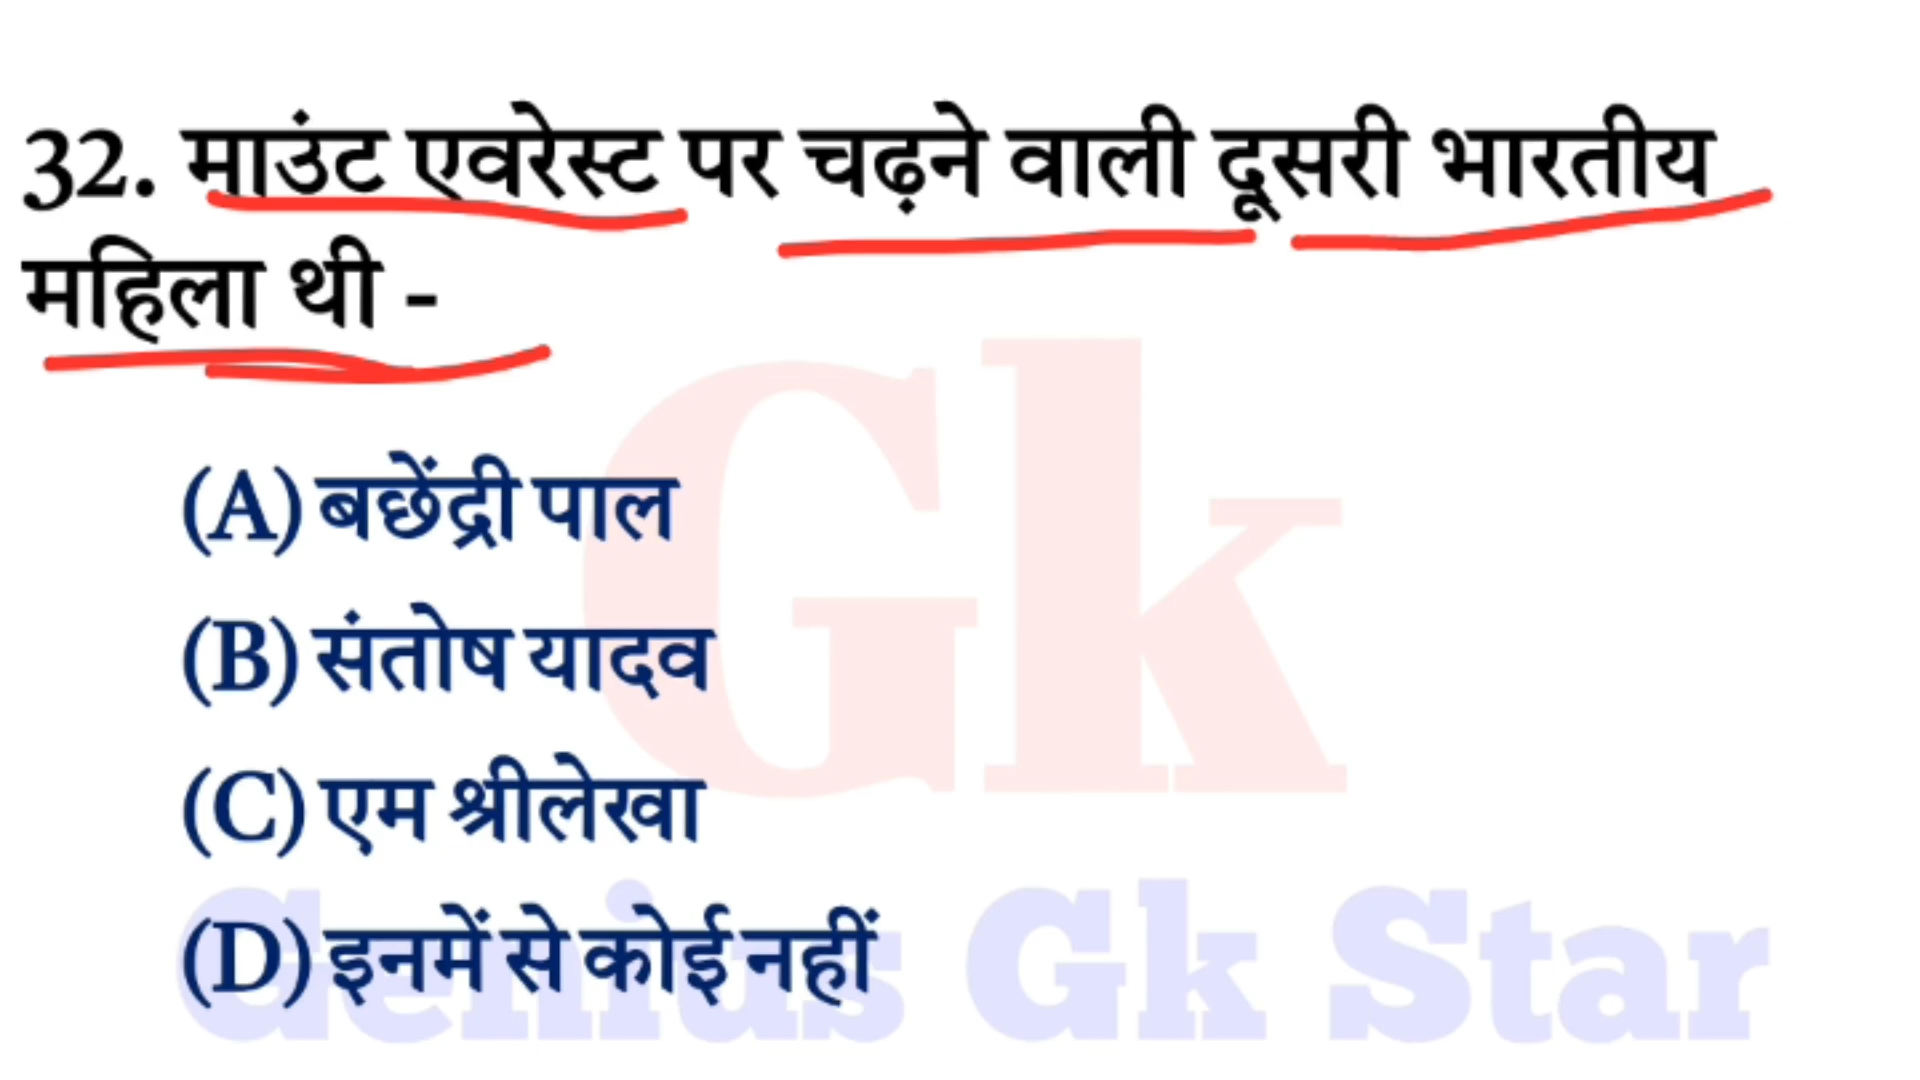 32. माउंट एवरेस्ट पर चढ़ने वाली दूसरी भारतीय
महिला थी -
Gk
(A) बछेंद्री पाल
(B) संतोष यादव
(C) एम श्रीलेखा
(D) इनमें से कोई नहीं
Genius Gk Star